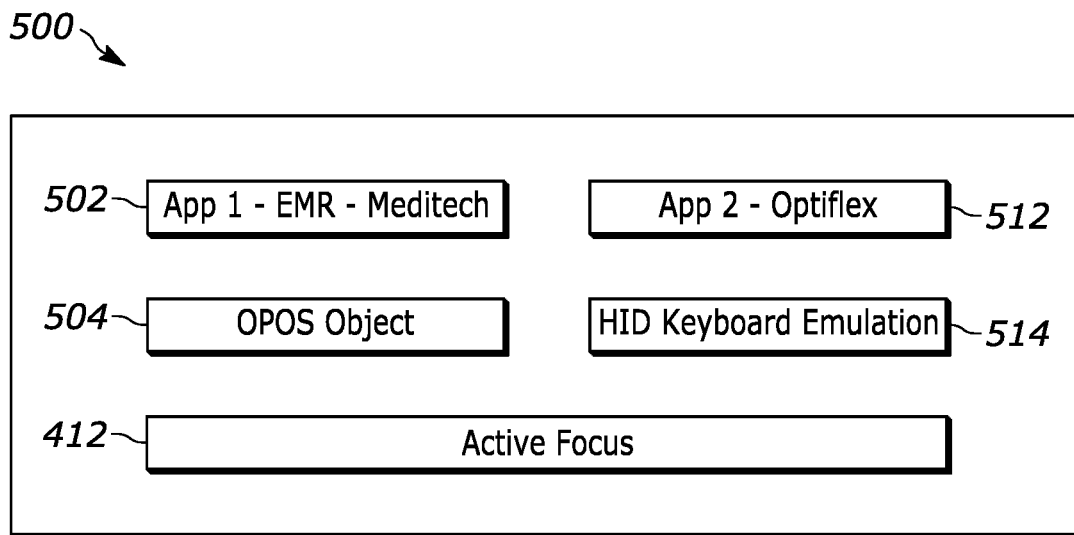 500
502 App 1 - EMR - Meditech App 2 - Optiflex 512
504 OPOS Object HID Keyboard Emulation 514
412 Active Focus